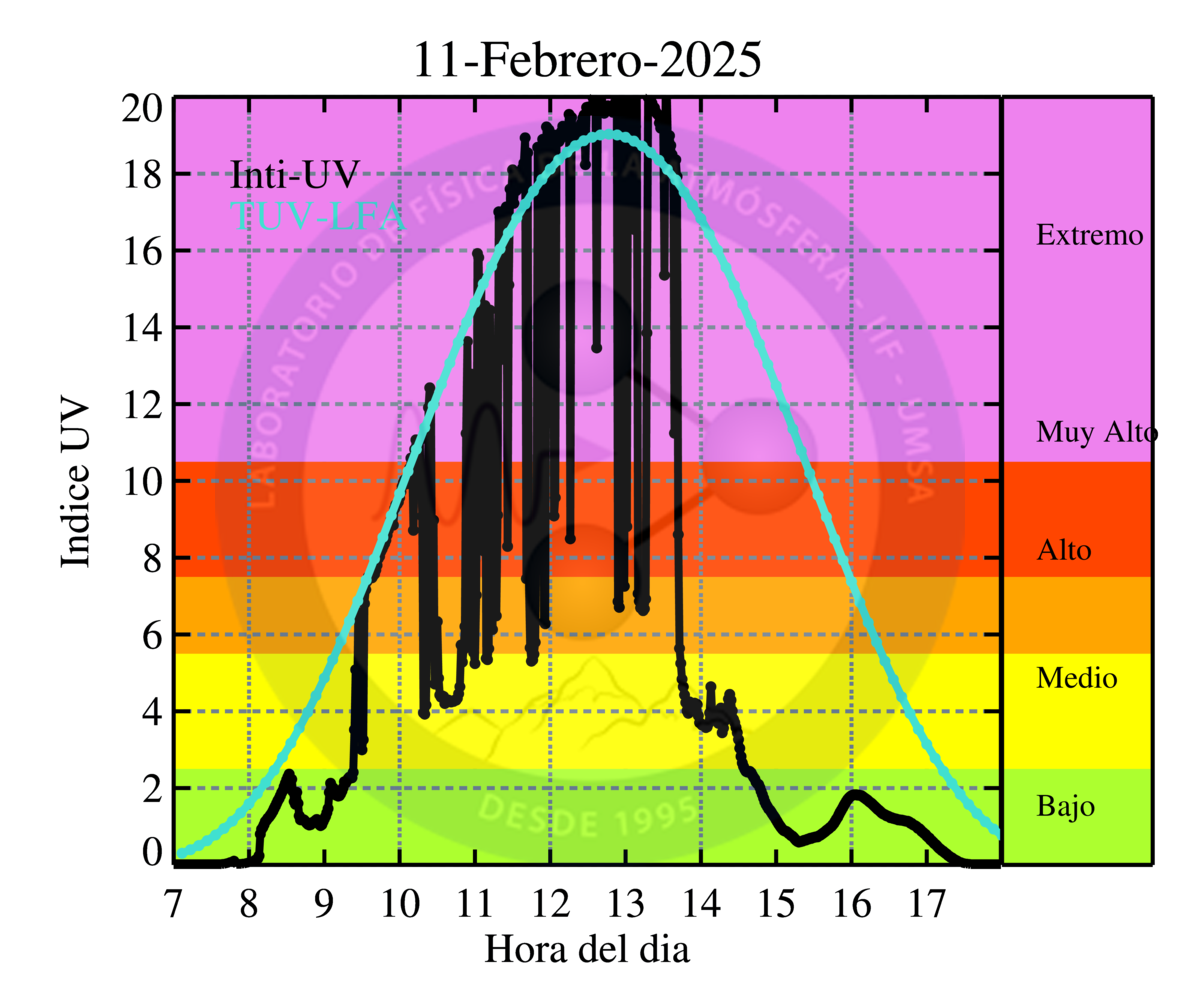 11-Febrero-2025
Indice UV
20
18
16
14
12
10
8
6
4
2
0
Inti-UV
TUV-LFA
LABORATORIO DE FÍSICA DE LA ATMÓSFERA - IIF - UMSA
DESDE 1995
Extremo
Muy Alto
Alto
Medio
Bajo
7 8 9 10 11 12 13 14 15 16 17
Hora del dia